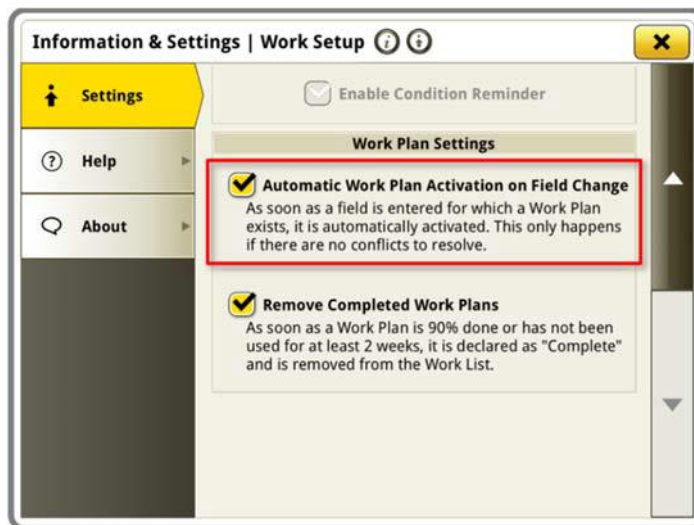 Information & Settings | Work Setup
Settings
Help
About
Enable Condition Reminder
Work Plan Settings
Automatic Work Plan Activation on Field Change
As soon as a field is entered for which a Work Plan
exists, it is automatically activated. This only happens
if there are no conflicts to resolve.
Remove Completed Work Plans
As soon as a Work Plan is 90% done or has not been
used for at least 2 weeks, it is declared as "Complete"
and is removed from the Work List.